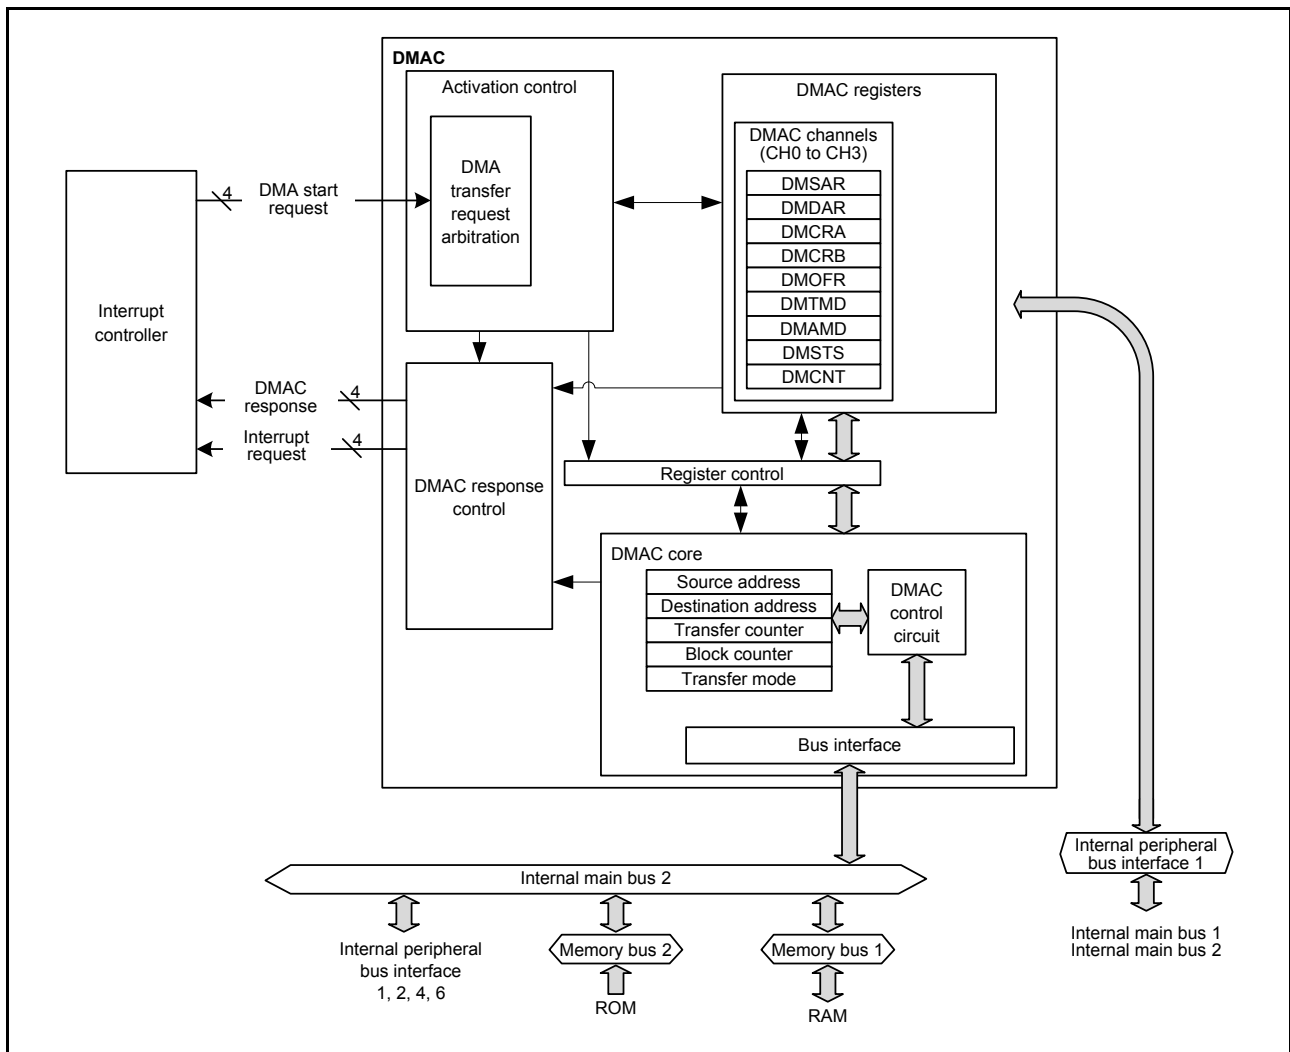 DMAC
Activation control
DMA
transfer
request
arbitration
DMAC registers
DMAC channels
(CH0 to CH3)
DMSAR
DMDAR
DMCRA
DMCRB
DMOFR
DMTMD
DMAMD
DMSTS
DMCNT
Interrupt
controller
4
DMA start
request
DMAC
response
4
Interrupt
request
4
DMAC response
control
Register control
DMAC core
Source address
Destination address
Transfer counter
Block counter
Transfer mode
DMAC
control
circuit
Bus interface
Internal main bus 2
Internal peripheral
bus interface
1, 2, 4, 6
Memory bus 2
ROM
Memory bus 1
RAM
Internal peripheral
bus interface 1
Internal main bus 1
Internal main bus 2